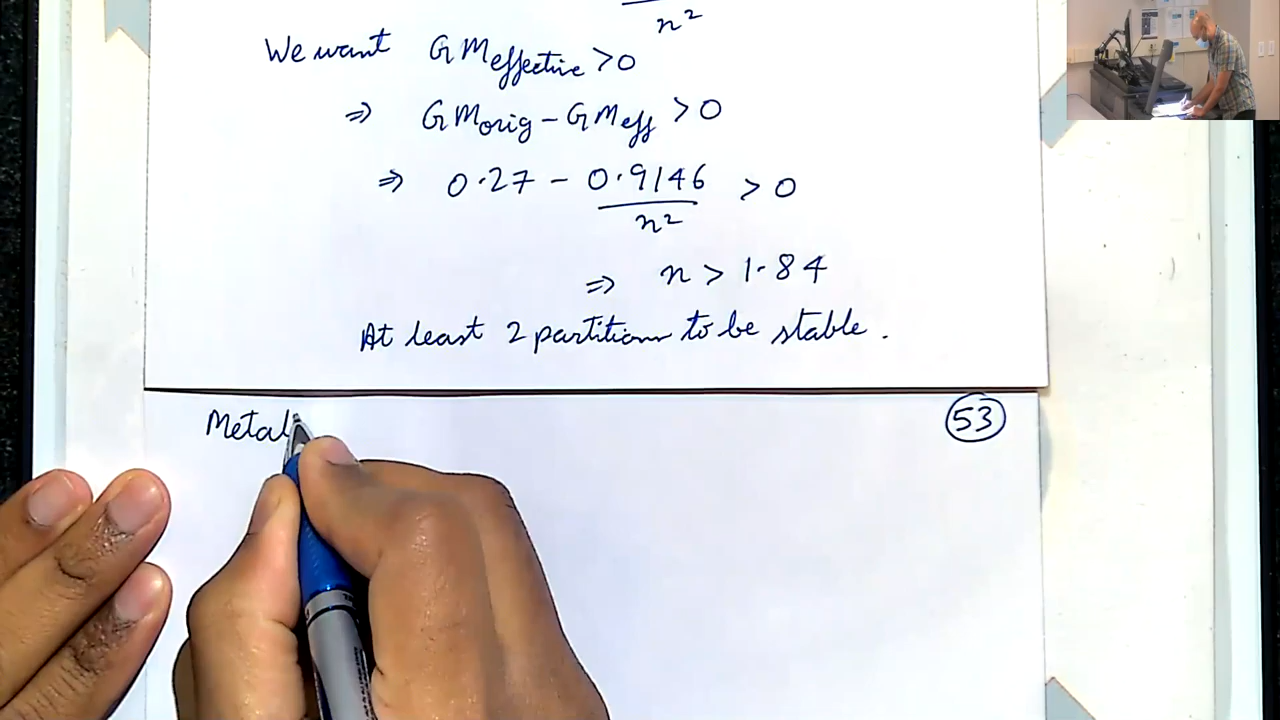 n²
We want GMeffective >0
⇒ GMorig - GMeff > 0
⇒ 0.27 - 0.9146/n² > 0
⇒ n > 1.84
At least 2 partitions to be stable.
Metal
53